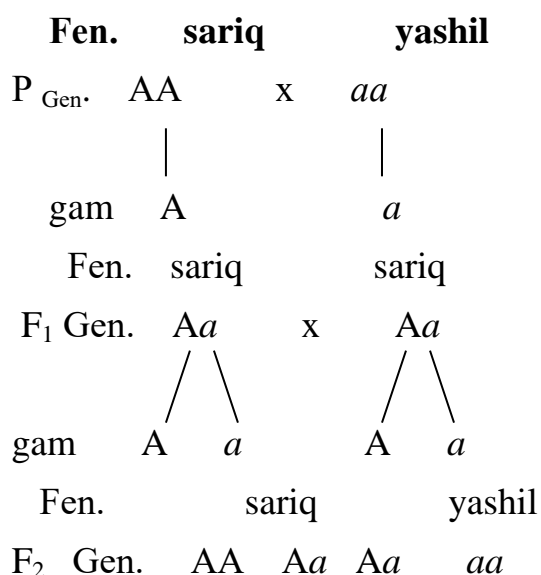 Fen. sariq yashil
P Gen. AA x aa
gam A a
Fen. sariq sariq
F1 Gen. Aa x Aa
gam A a A a
Fen. sariq yashil
F2 Gen. AA Aa Aa aa